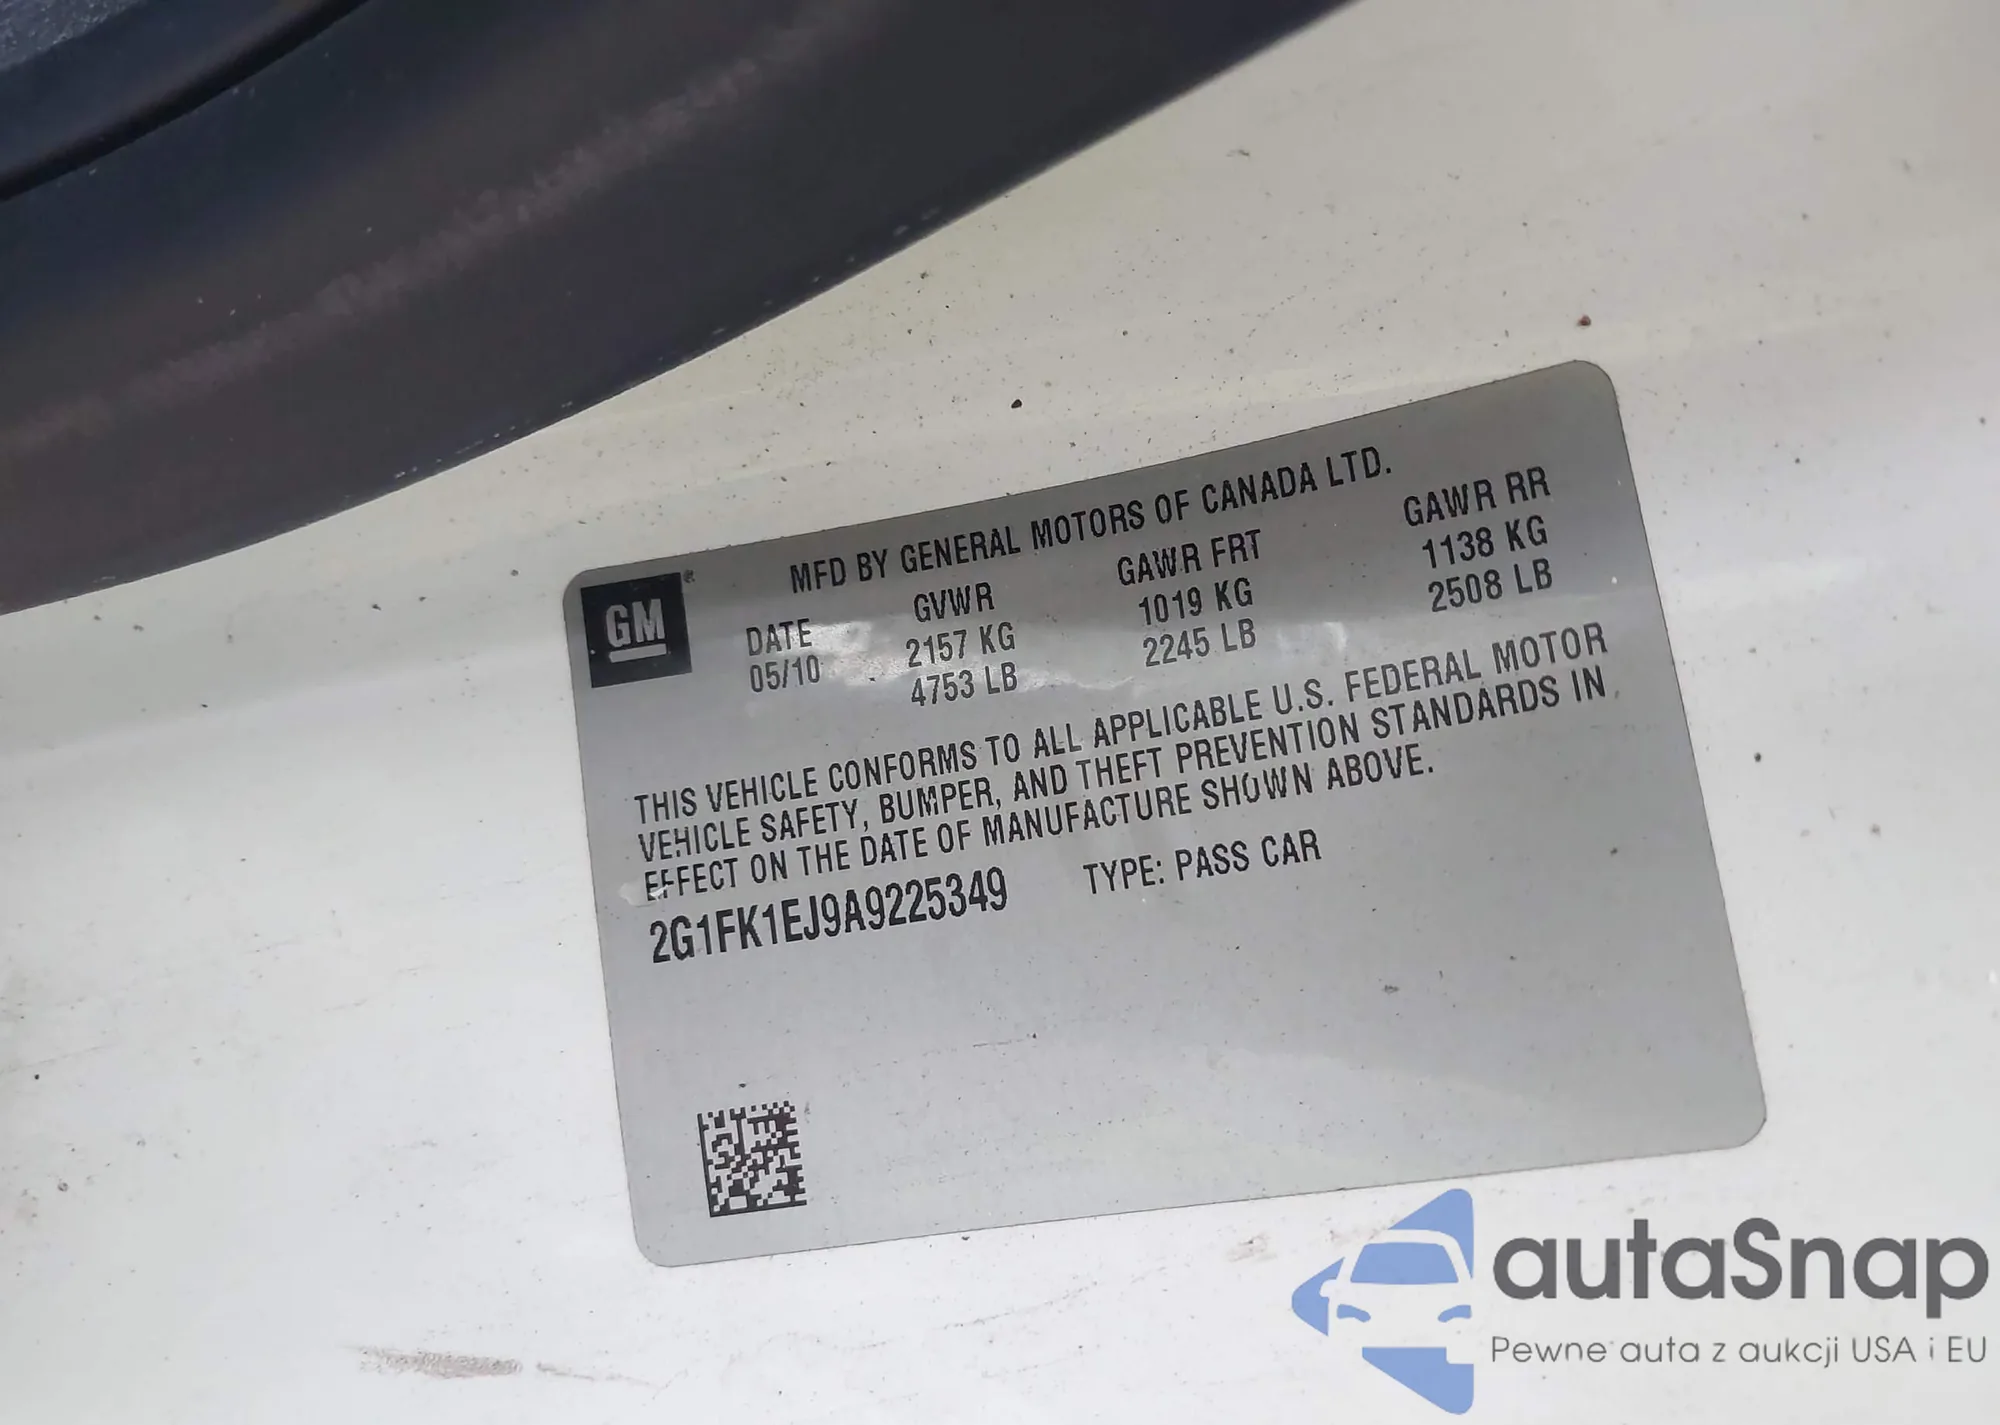 MFD BY GENERAL MOTORS OF CANADA LTD.
GM®
DATE GVWR GAWR FRT GAWR RR
05/10 2157 KG 1019 KG 1138 KG
4753 LB 2245 LB 2508 LB
THIS VEHICLE CONFORMS TO ALL APPLICABLE U.S. FEDERAL MOTOR
VEHICLE SAFETY, BUMPER, AND THEFT PREVENTION STANDARDS IN
EFFECT ON THE DATE OF MANUFACTURE SHOWN ABOVE.
2G1FK1EJ9A9225349 TYPE: PASS CAR
autaSnap
Pewne auta z aukcji USA i EU